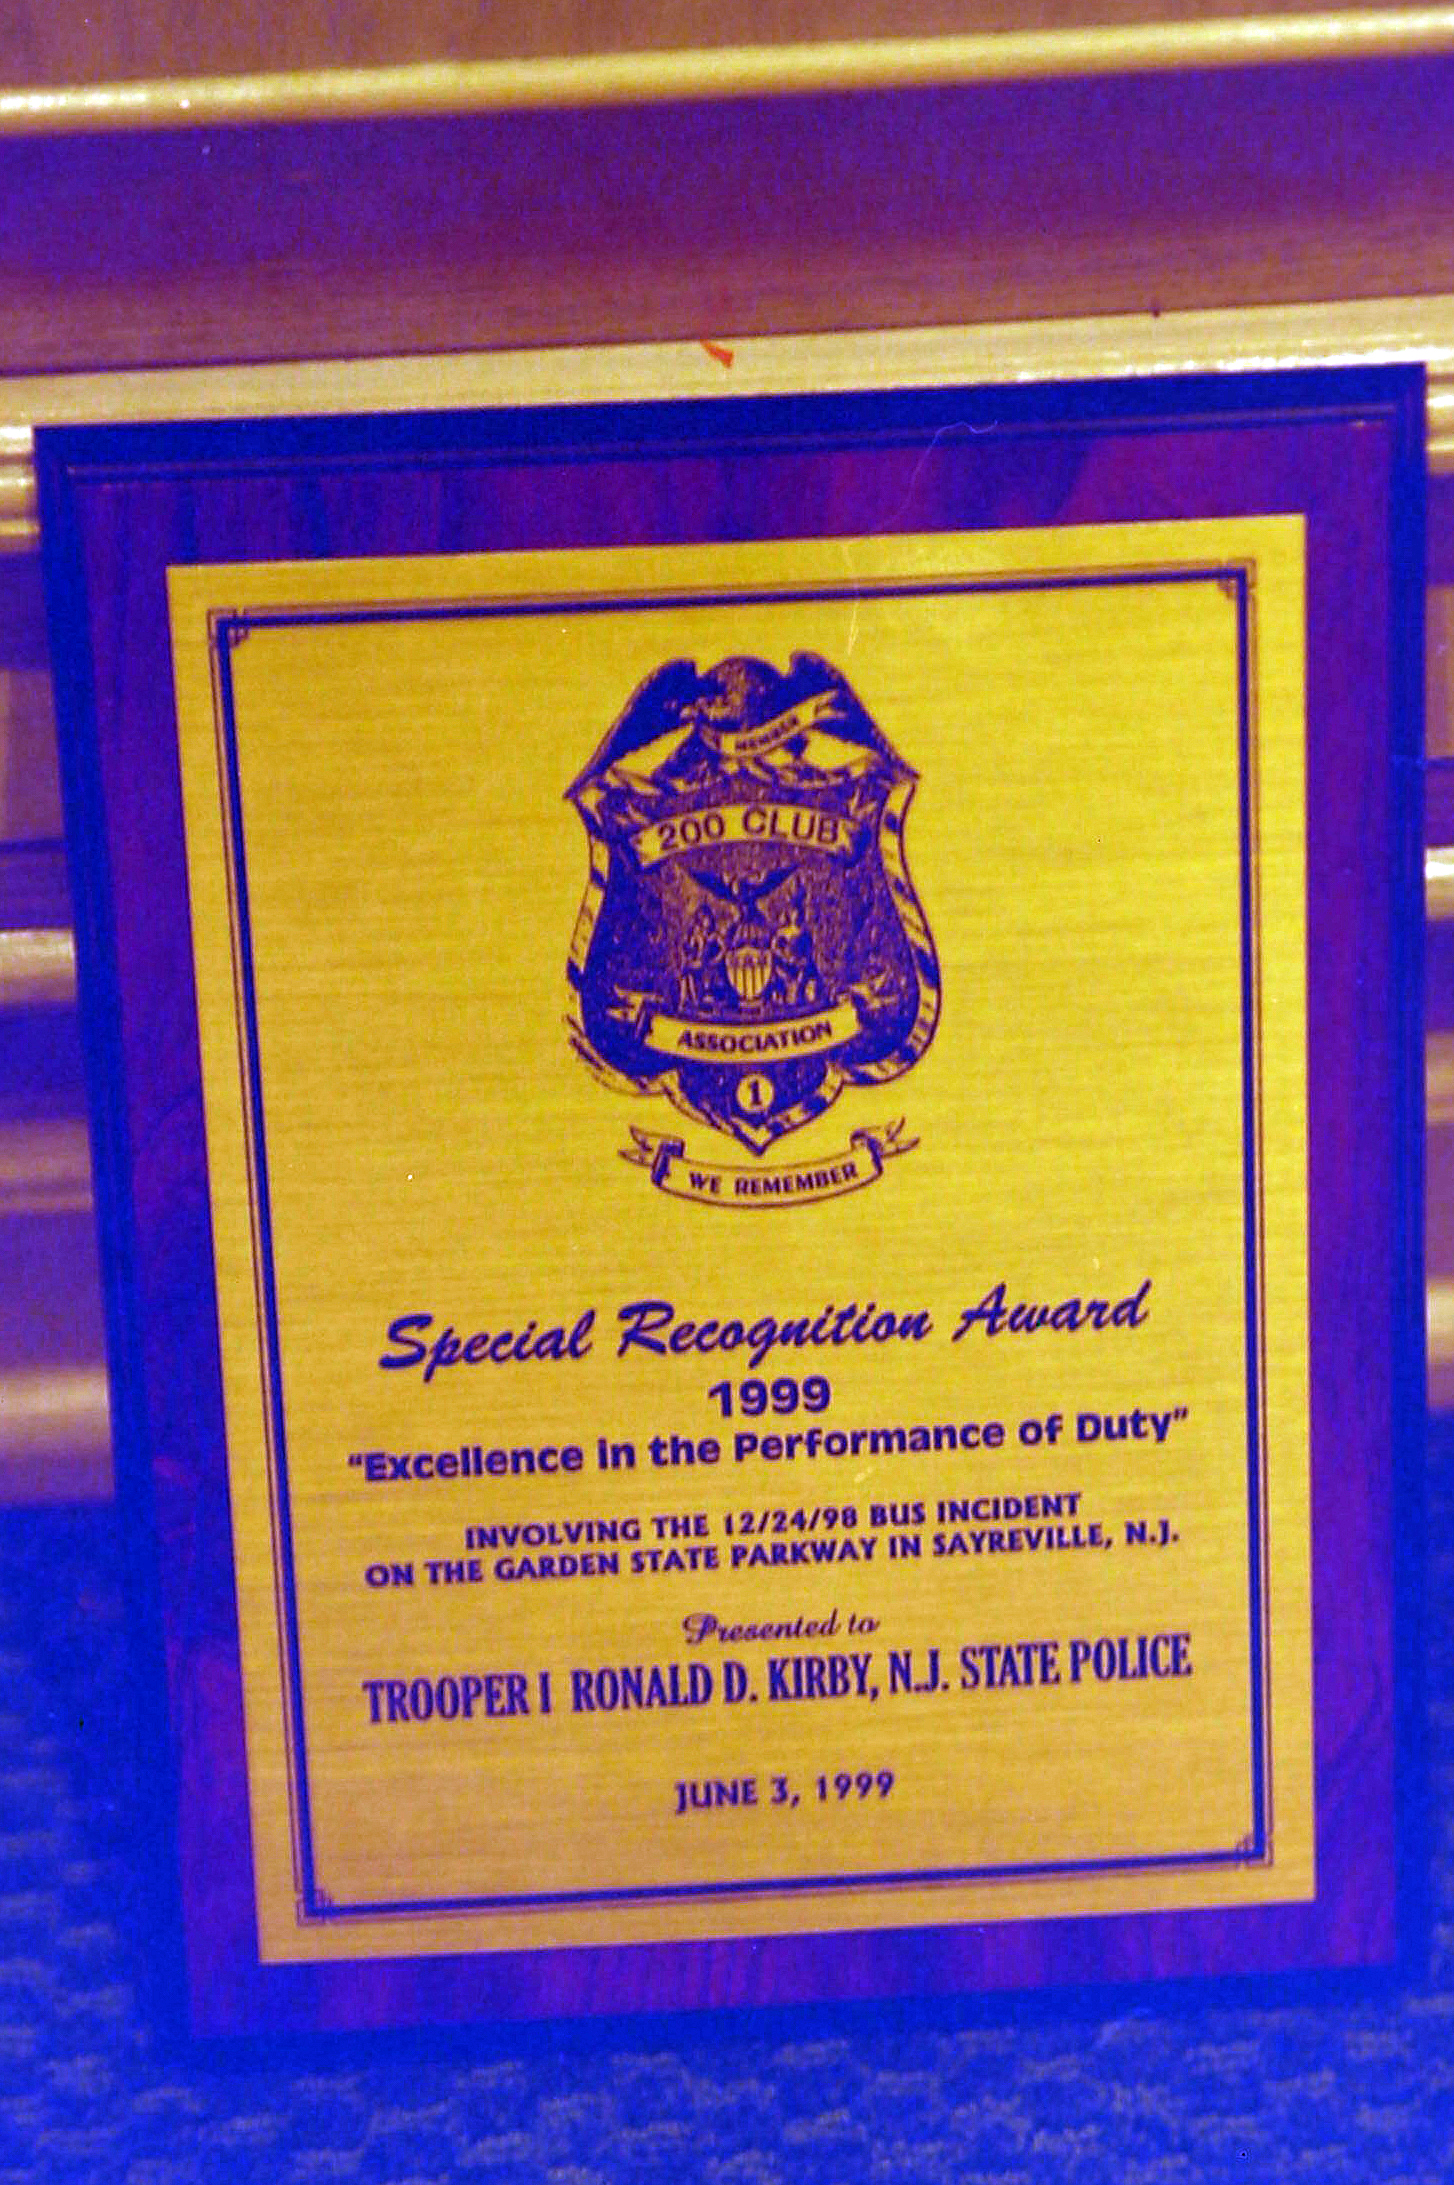 MEMBER
200 CLUB
ASSOCIATION
1
WE REMEMBER
Special Recognition Award
1999
“Excellence in the Performance of Duty”
INVOLVING THE 12/24/98 BUS INCIDENT
ON THE GARDEN STATE PARKWAY IN SAYREVILLE, N.J.
Presented to
TROOPER I RONALD D. KIRBY, N.J. STATE POLICE
JUNE 3, 1999